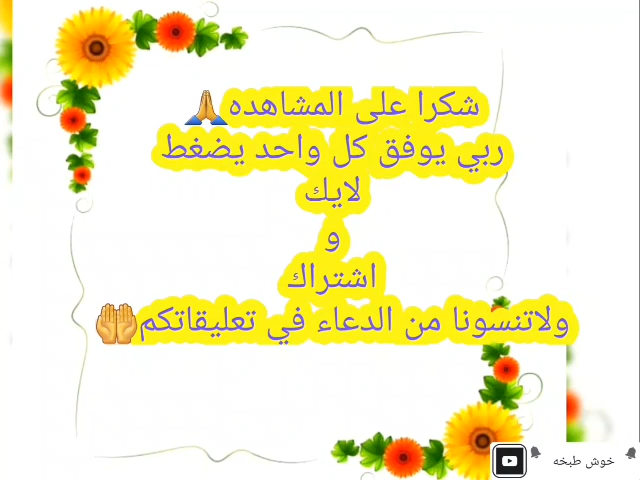 شكرا على المشاهده🙏
ربي يوفق كل واحد يضغط
لايك
و
اشتراك
ولاتنسونا من الدعاء في تعليقاتكم🤲
خوش طبخه